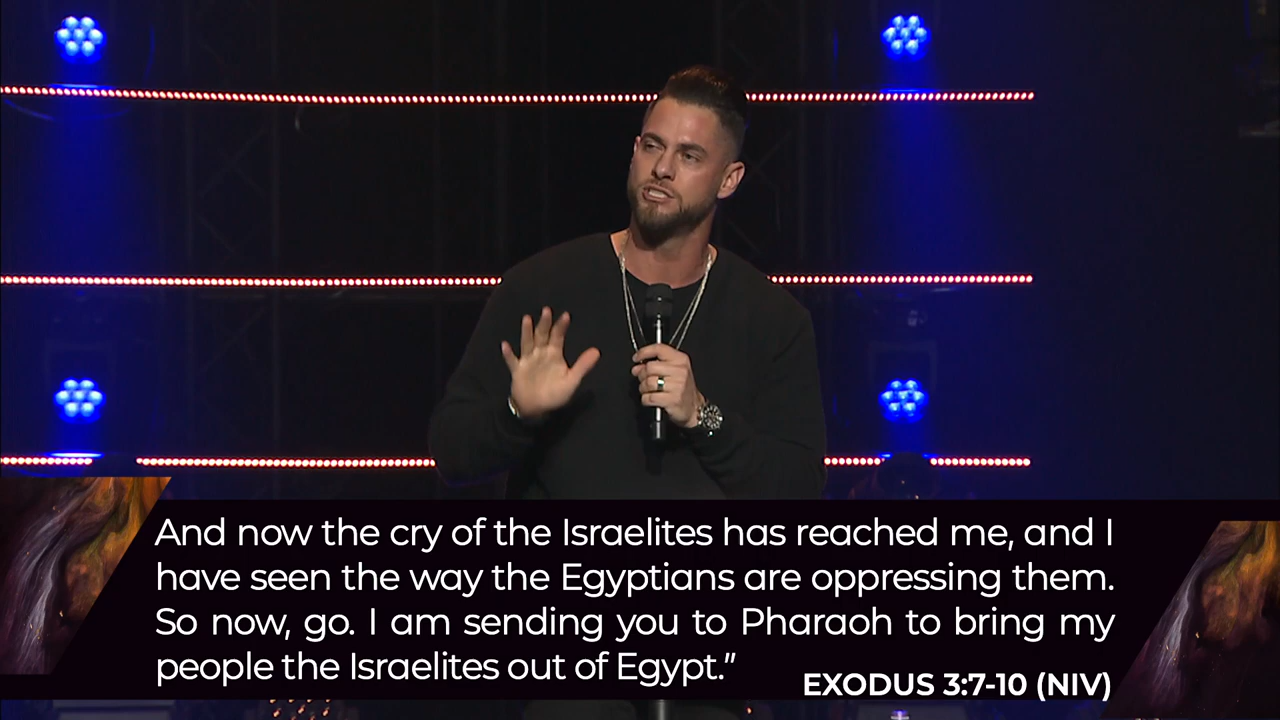 And now the cry of the Israelites has reached me, and I
have seen the way the Egyptians are oppressing them.
So now, go. I am sending you to Pharaoh to bring my
people the Israelites out of Egypt.”
EXODUS 3:7-10 (NIV)